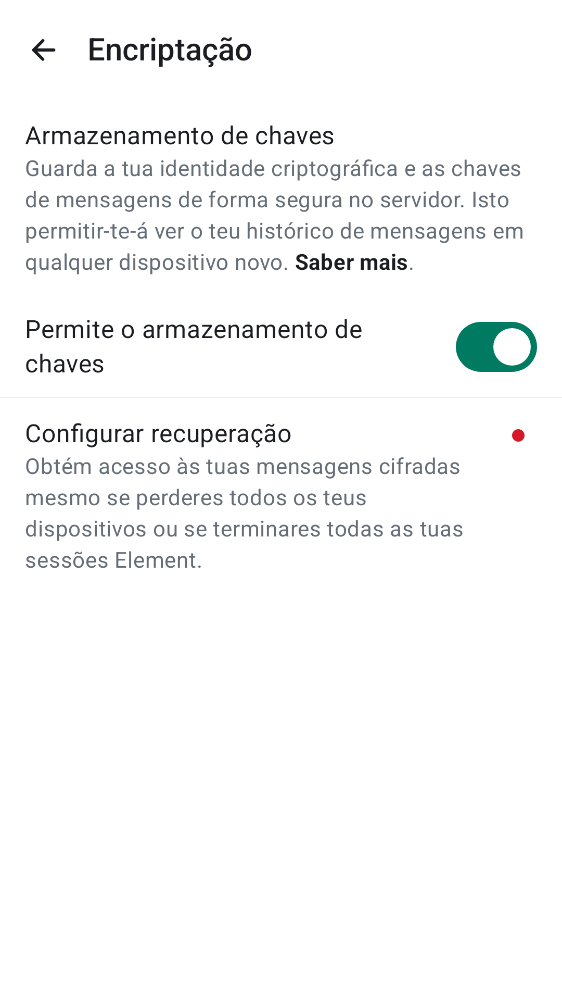 Encriptação
Armazenamento de chaves
Guarda a tua identidade criptográfica e as chaves
de mensagens de forma segura no servidor. Isto
permitir-te-á ver o teu histórico de mensagens em
qualquer dispositivo novo. Saber mais.
Permite o armazenamento de
chaves
Configurar recuperação
Obtém acesso às tuas mensagens cifradas
mesmo se perderes todos os teus
dispositivos ou se terminares todas as tuas
sessões Element.